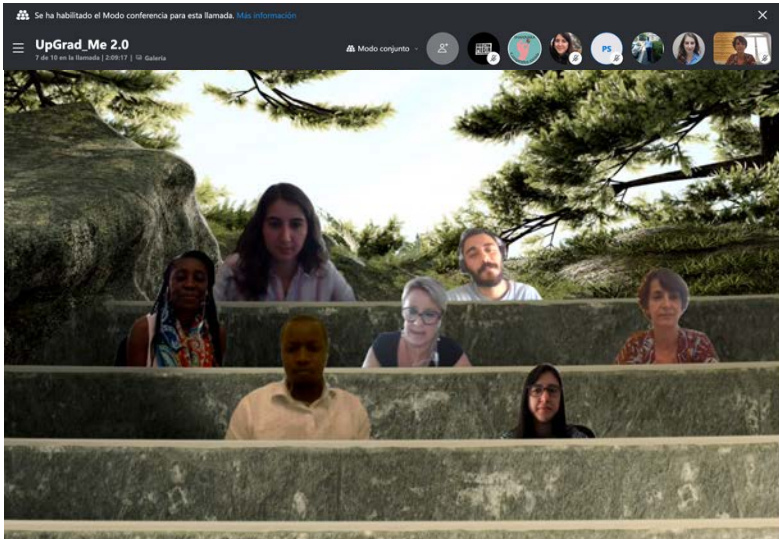 Se ha habilitado el Modo conferencia para esta llamada. Más información
UpGrad_Me 2.0
7 de 10 en la llamada | 2:09:17 | Galería
Modo conjunto
PS